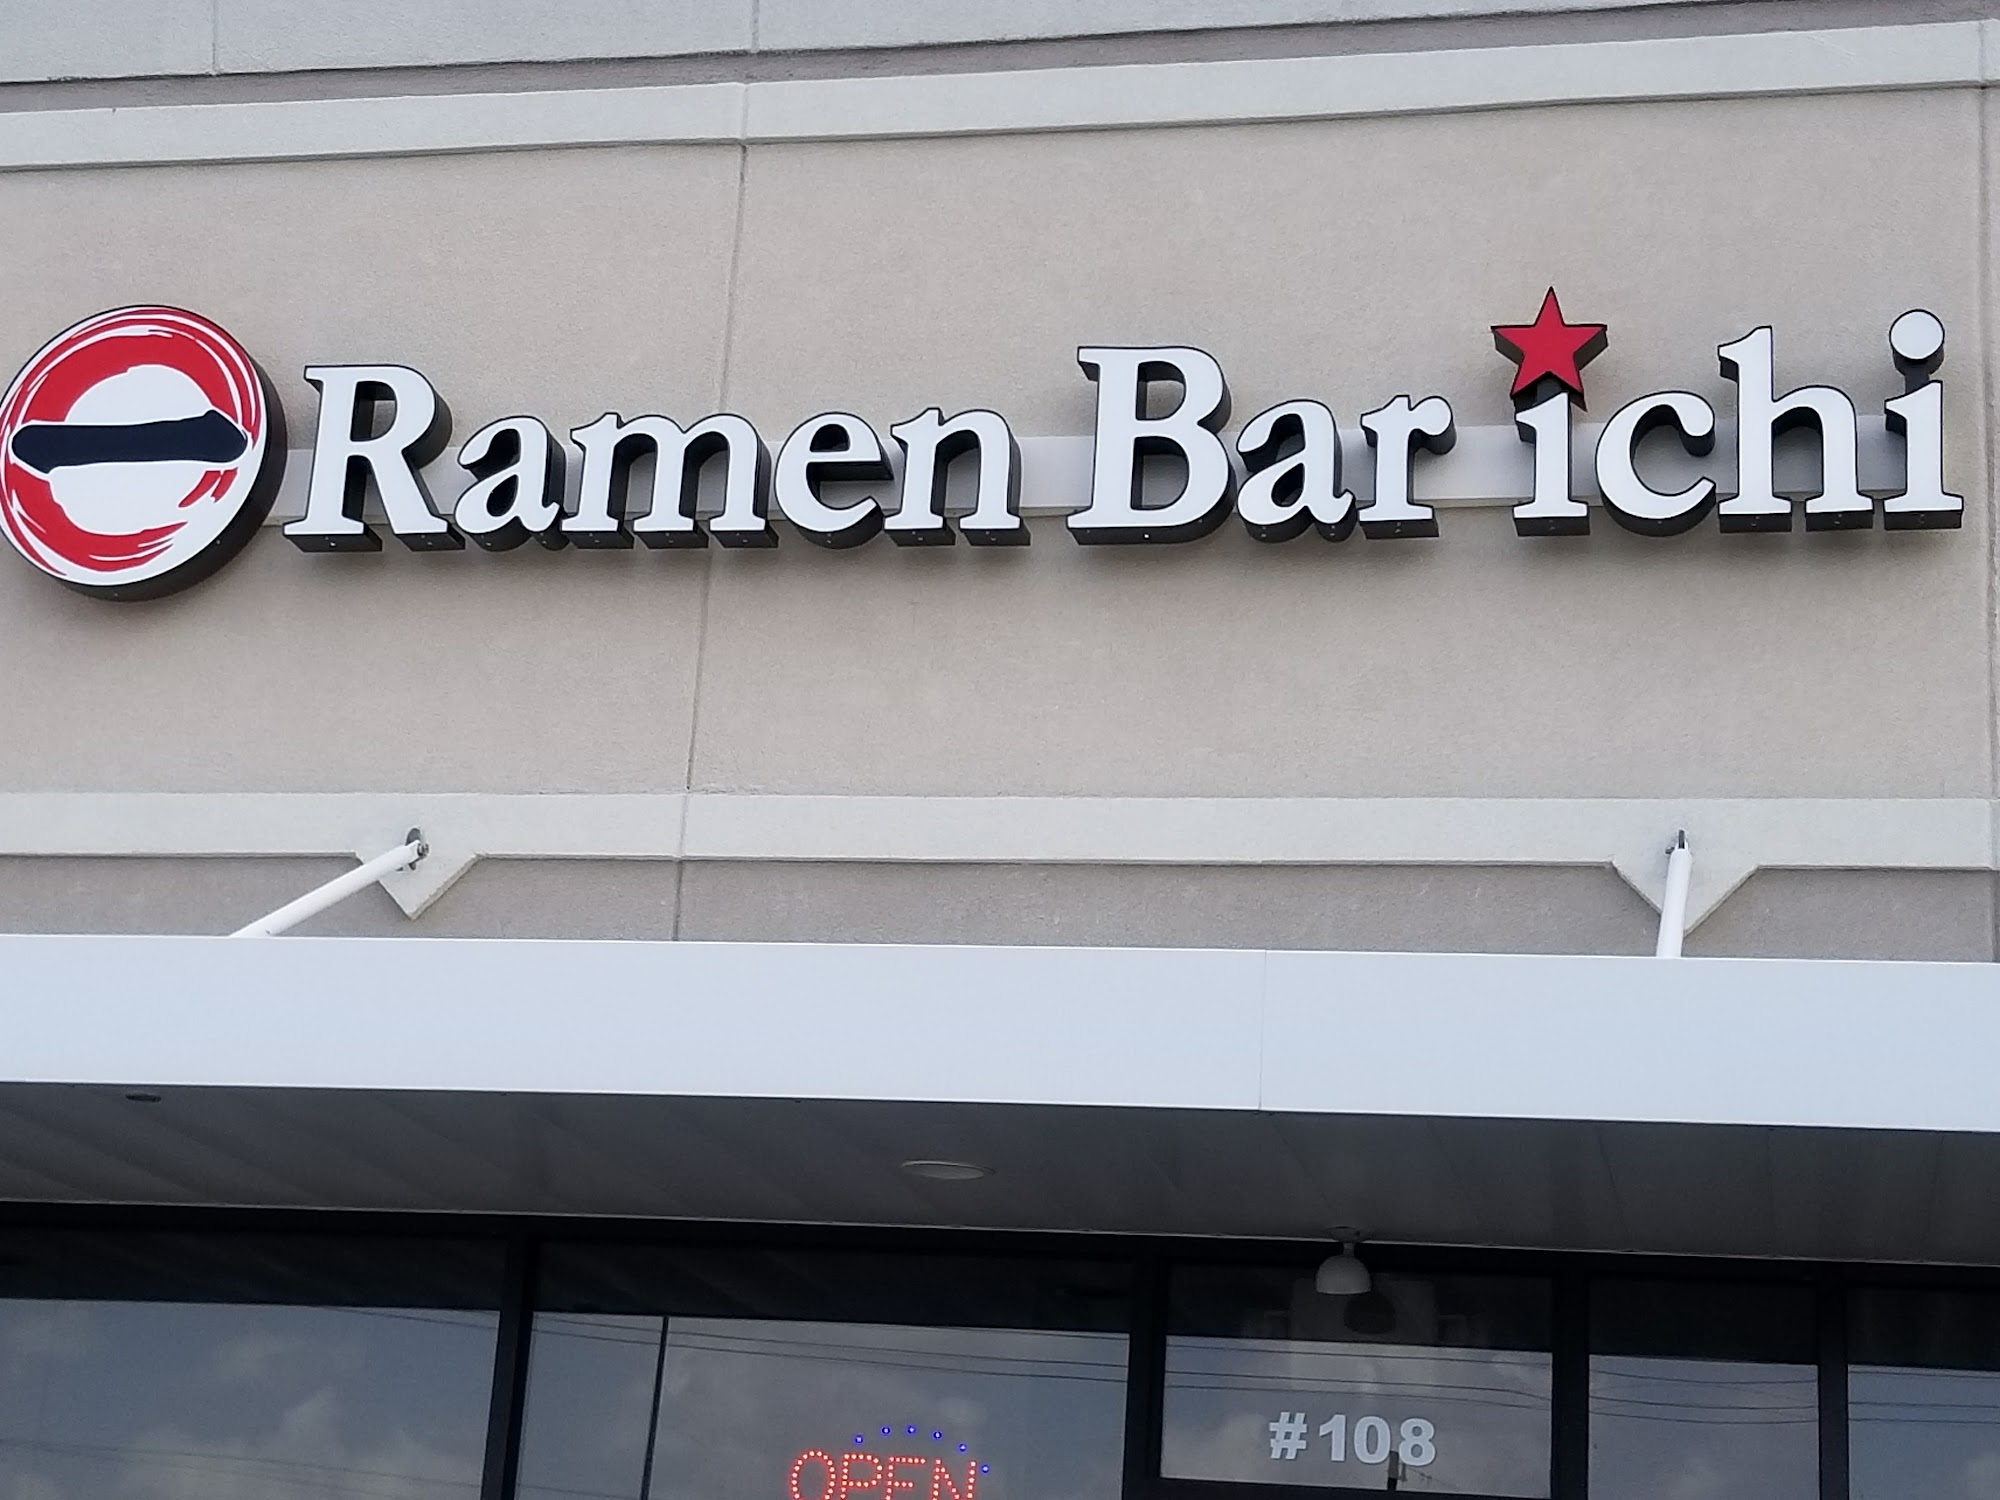 Ramen Bar ichi
#108
OPEN